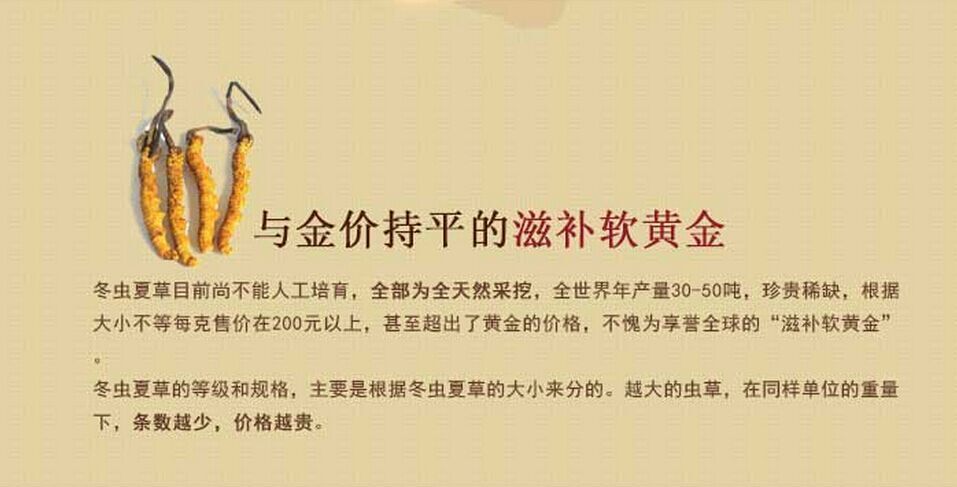 与金价持平的滋补软黄金
冬虫夏草目前尚不能人工培育，全部为全天然采挖，全世界年产量30-50吨，珍贵稀缺，根据
大小不等每克售价在200元以上，甚至超出了黄金的价格，不愧为享誉全球的“滋补软黄金”
。
冬虫夏草的等级和规格，主要是根据冬虫夏草的大小来分的。越大的虫草，在同样单位的重量
下，条数越少，价格越贵。